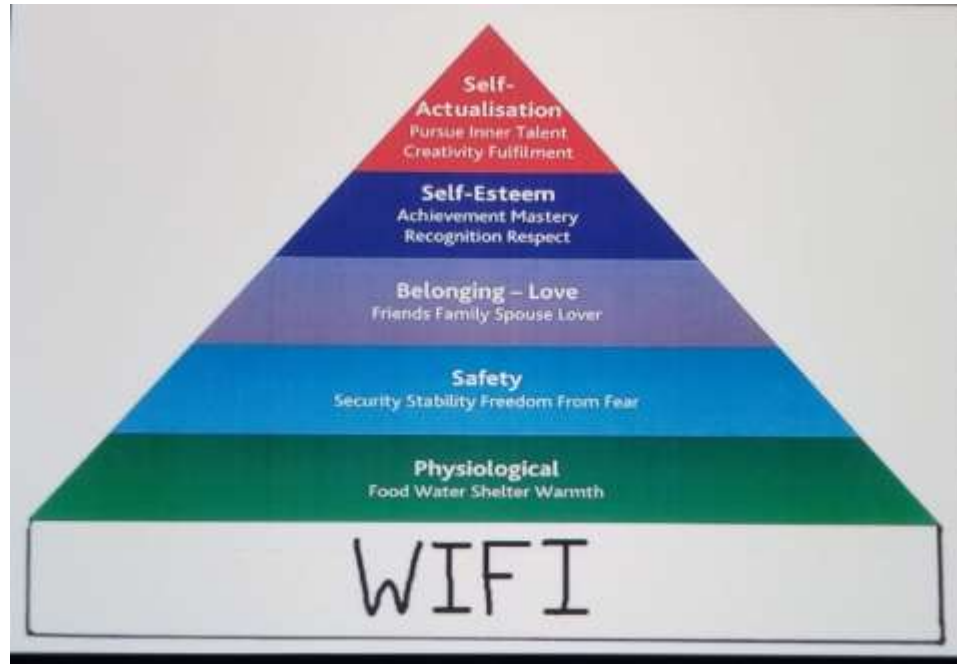 Self-
Actualisation
Pursue Inner Talent
Creativity Fulfilment
Self-Esteem
Achievement Mastery
Recognition Respect
Belonging – Love
Friends Family Spouse Lover
Safety
Security Stability Freedom From Fear
Physiological
Food Water Shelter Warmth
WIFI